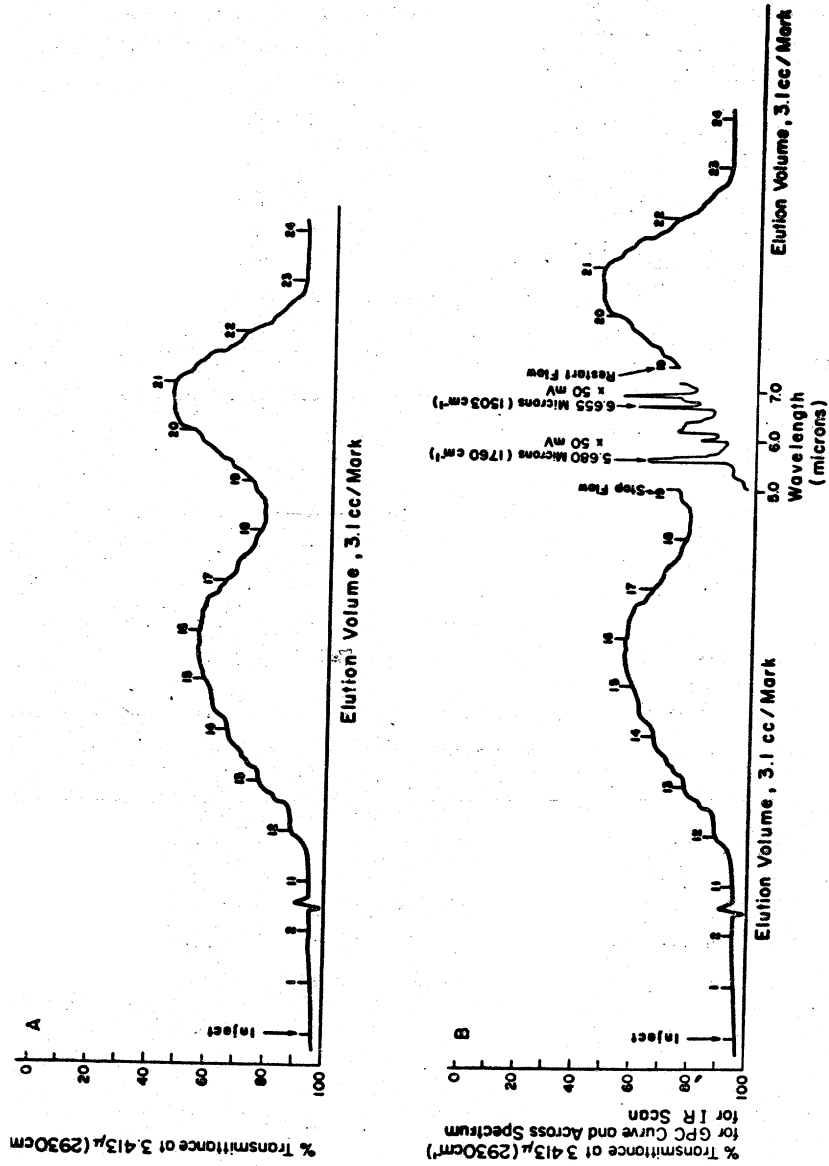 A
% Transmittance at 3.413μ (2930cm
0
20
40
60
80
100
Inject
1
2
11
12
13
14
15
16
17
18
19
20
21
22
23
24
Elution Volume, 3.1 cc/Mark
B
% Transmittance at 3.413μ (2930cm⁻¹)
for GPC Curve and Across Spectrum
for IR Scan
0
20
40
60
80
100
Inject
1
2
11
12
13
14
15
16
17
18
19
Stop Flow
5.680 Microns (1760 cm⁻¹)
x 50 mV
6.655 Microns (1503 cm⁻¹)
x 50 mV
Restart Flow
19
20
21
22
23
24
Elution Volume, 3.1 cc/Mark
5.0
6.0
7.0
Wavelength
(microns)
Elution Volume, 3.1 cc/Mark